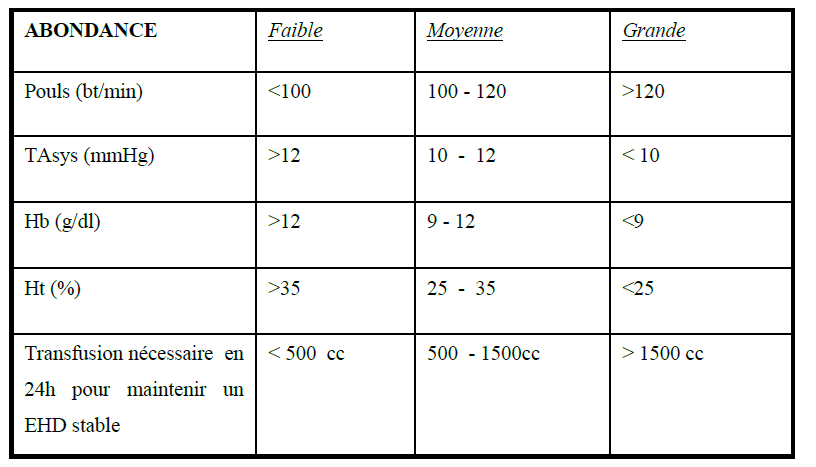 ABONDANCE Faible Moyenne Grande
Pouls (bt/min) <100 100 - 120 >120
TAsys (mmHg) >12 10 - 12 < 10
Hb (g/dl) >12 9 - 12 <9
Ht (%) >35 25 - 35 <25
Transfusion nécessaire en < 500 cc 500 - 1500cc > 1500 cc
24h pour maintenir un
EHD stable